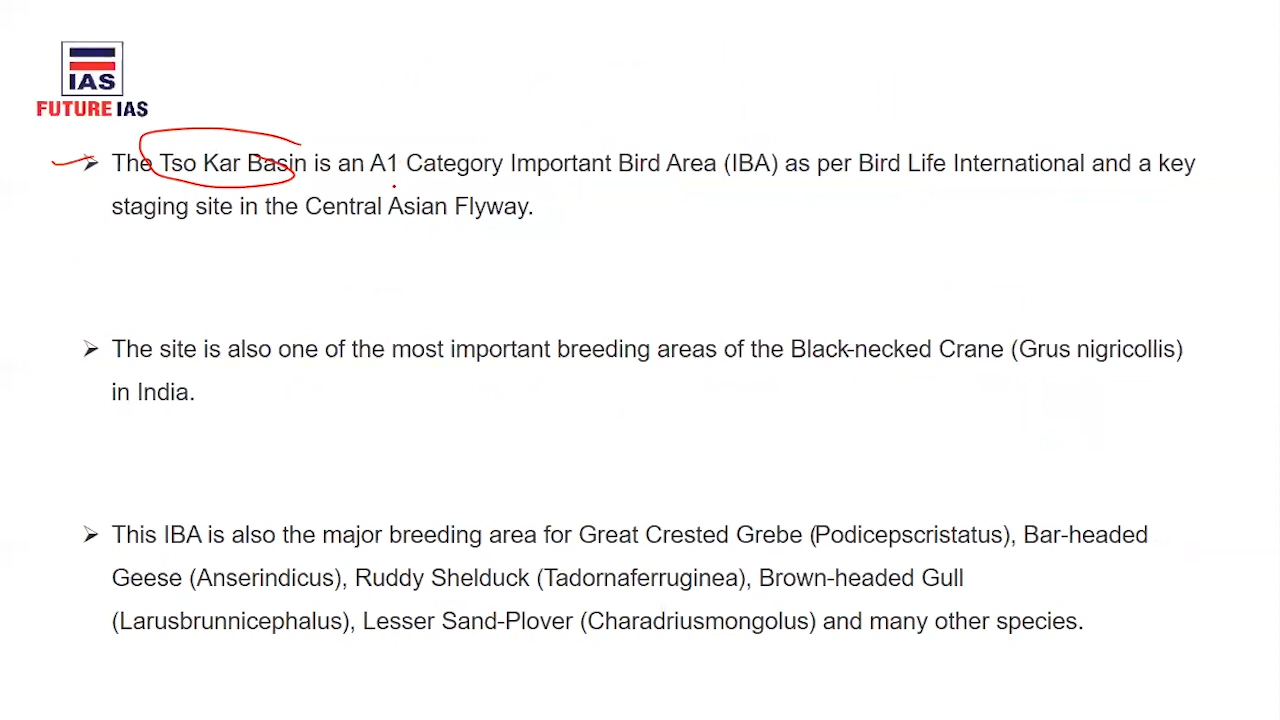 IAS
FUTURE IAS
The Tso Kar Basin is an A1 Category Important Bird Area (IBA) as per Bird Life International and a key
staging site in the Central Asian Flyway.
The site is also one of the most important breeding areas of the Black-necked Crane (Grus nigricollis)
in India.
This IBA is also the major breeding area for Great Crested Grebe (Podicepscristatus), Bar-headed
Geese (Anserindicus), Ruddy Shelduck (Tadornaferruginea), Brown-headed Gull
(Larusbrunnicephalus), Lesser Sand-Plover (Charadriusmongolus) and many other species.